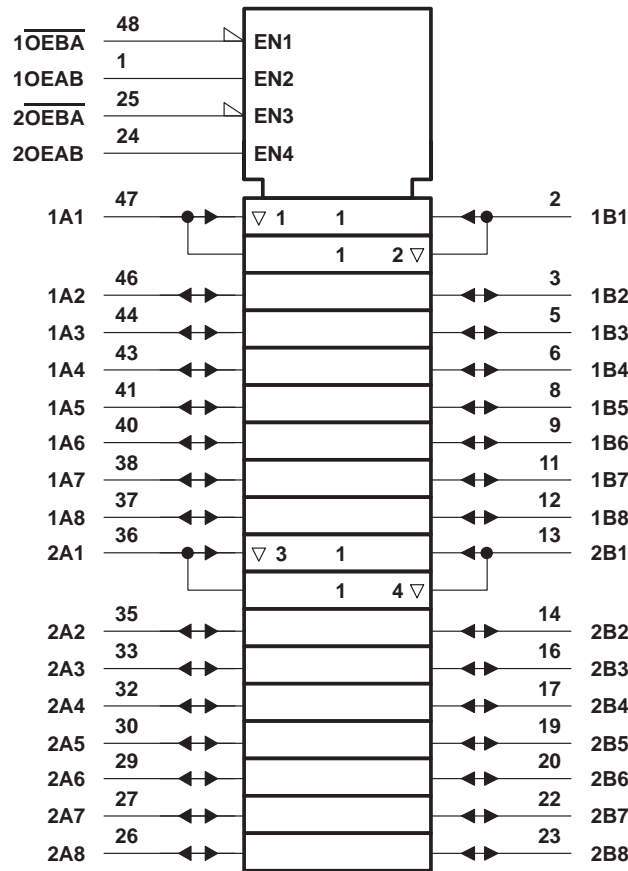 1OEBA 48 EN1
1OEAB 1 EN2
2OEBA 25 EN3
2OEAB 24 EN4
1A1 47 ▽ 1 1 2 1B1
1 2 ▽
1A2 46 3 1B2
1A3 44 5 1B3
1A4 43 6 1B4
1A5 41 8 1B5
1A6 40 9 1B6
1A7 38 11 1B7
1A8 37 12 1B8
2A1 36 ▽ 3 1 13 2B1
1 4 ▽
2A2 35 14 2B2
2A3 33 16 2B3
2A4 32 17 2B4
2A5 30 19 2B5
2A6 29 20 2B6
2A7 27 22 2B7
2A8 26 23 2B8